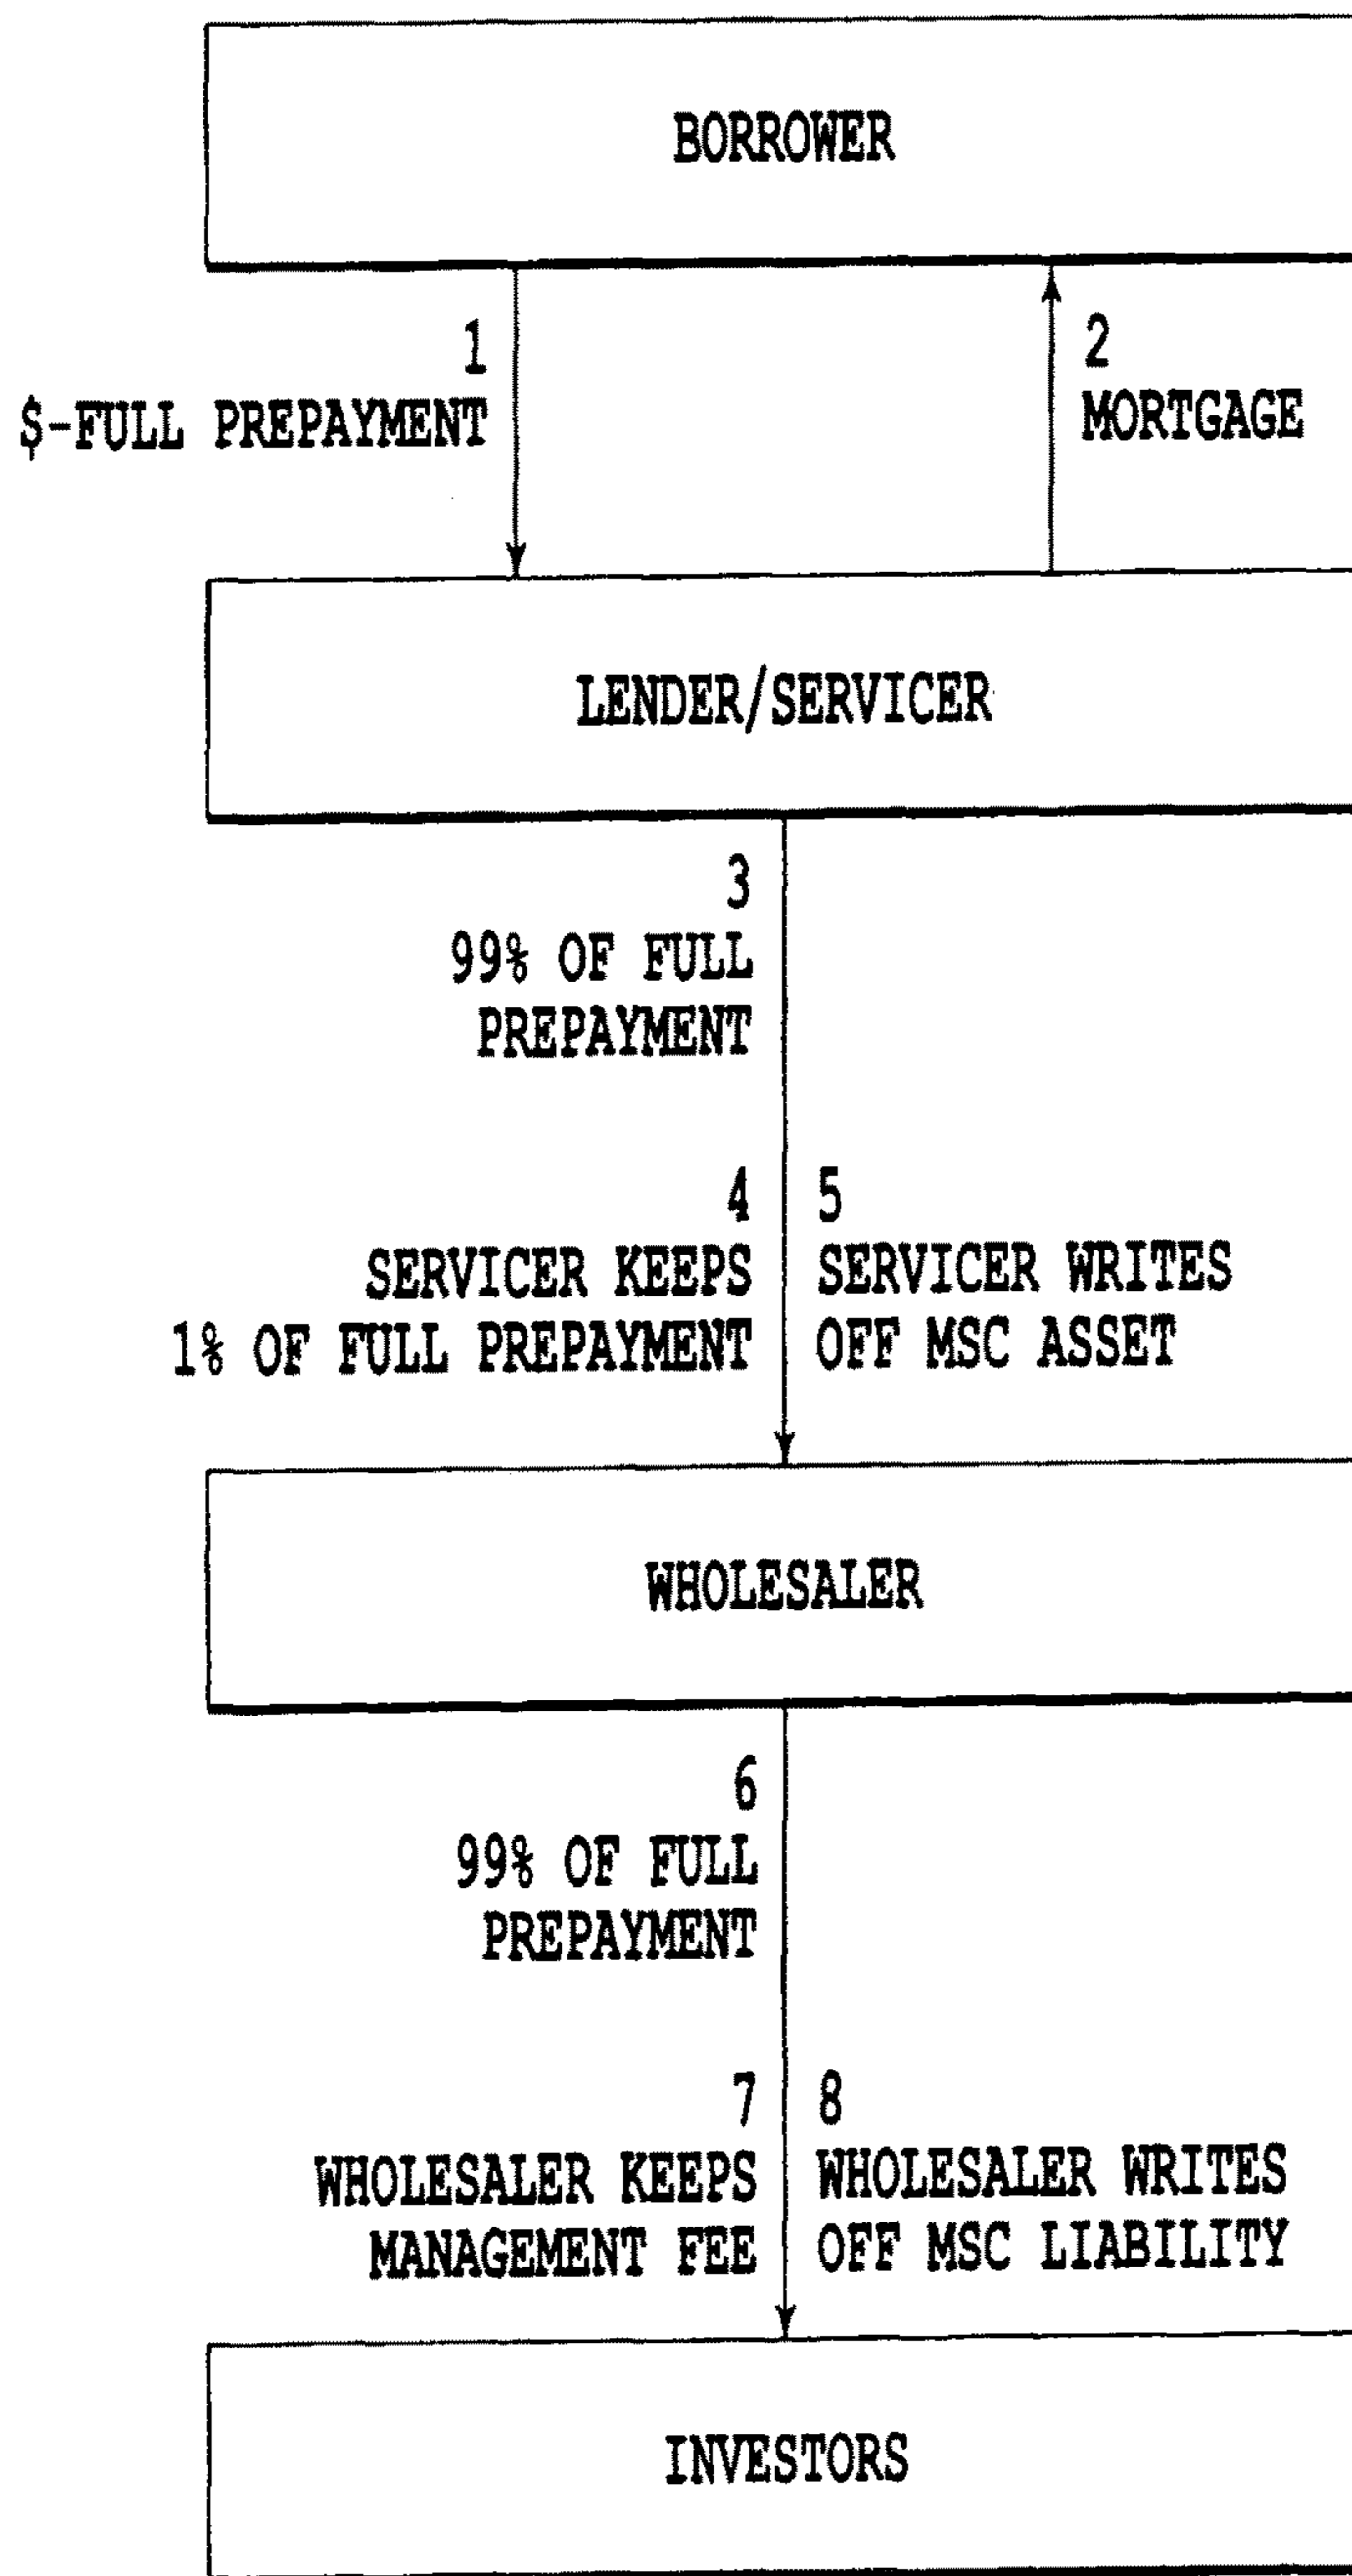 BORROWER
1
$-FULL PREPAYMENT
2
MORTGAGE
LENDER/SERVICER
3
99% OF FULL
PREPAYMENT
4
SERVICER KEEPS
1% OF FULL PREPAYMENT
5
SERVICER WRITES
OFF MSC ASSET
WHOLESALER
6
99% OF FULL
PREPAYMENT
7
WHOLESALER KEEPS
MANAGEMENT FEE
8
WHOLESALER WRITES
OFF MSC LIABILITY
INVESTORS